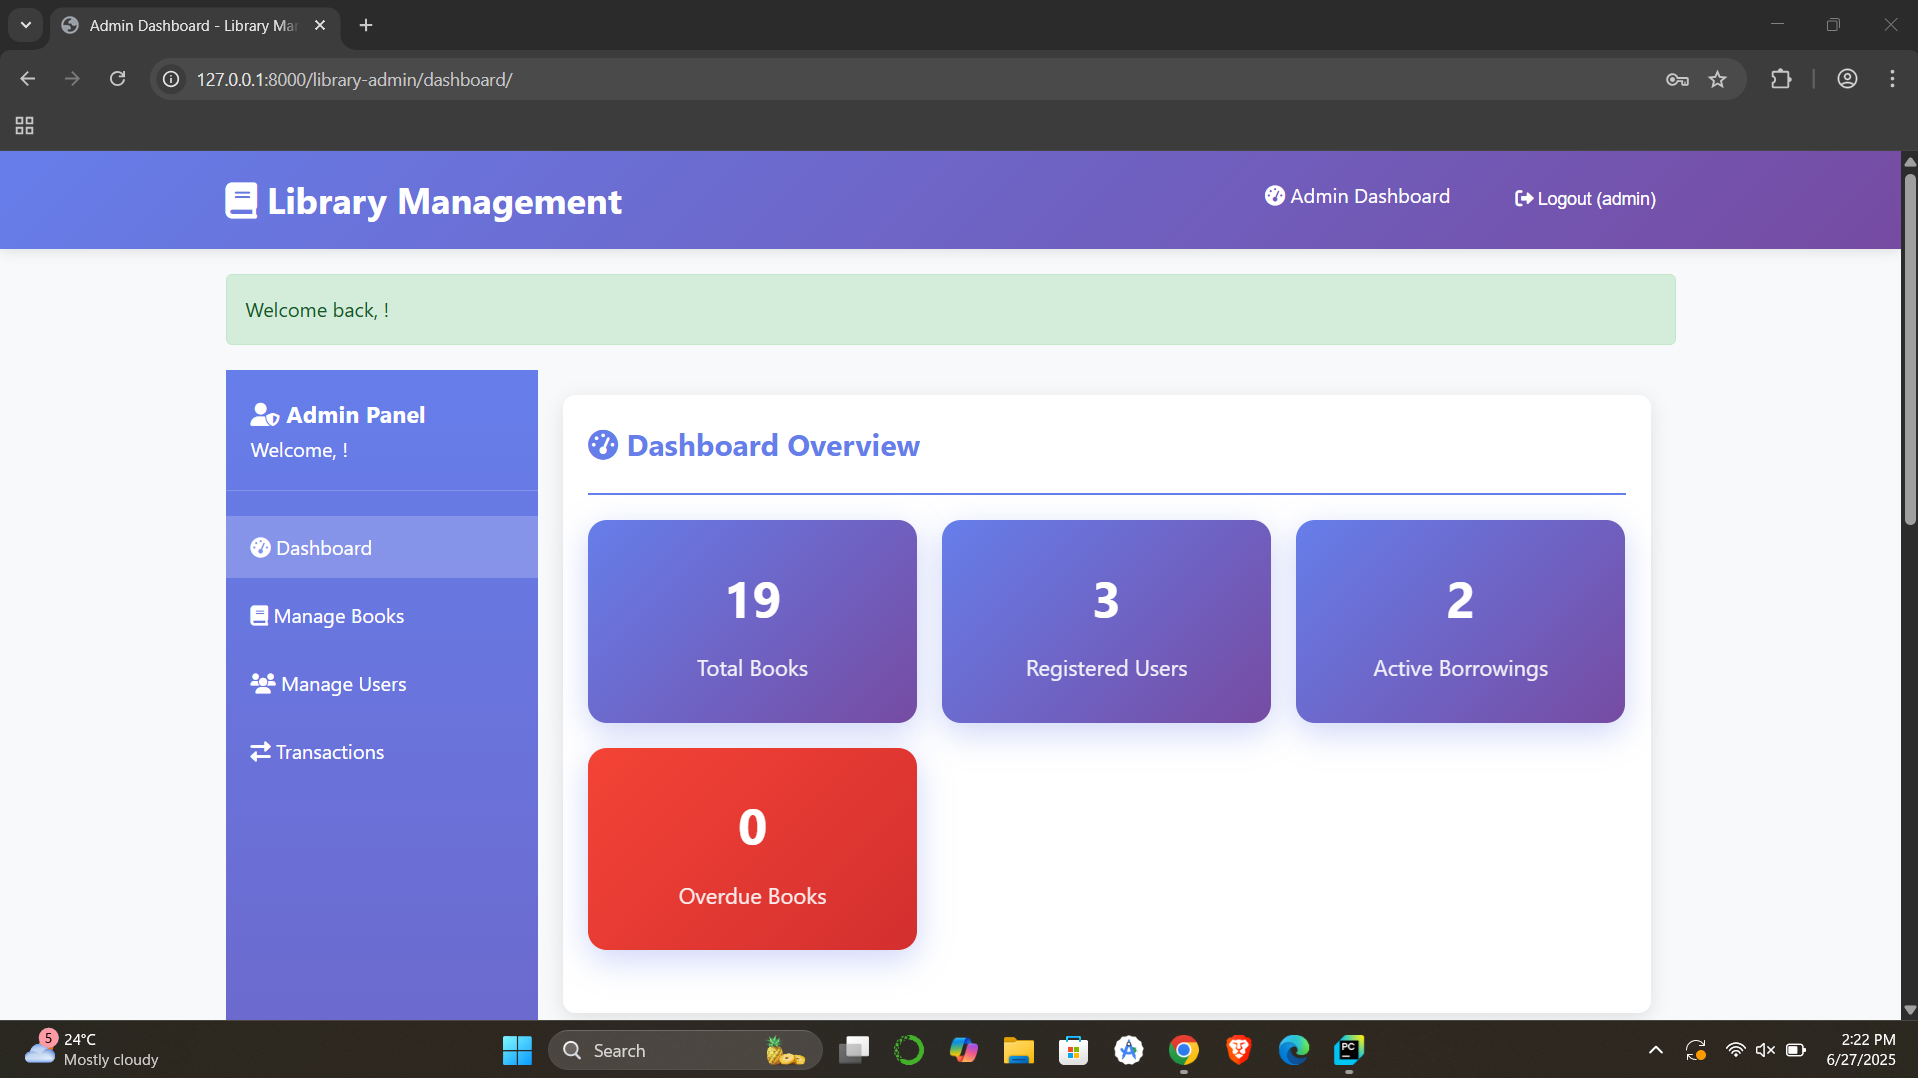 Admin Dashboard - Library Mar
127.0.0.1:8000/library-admin/dashboard/
Library Management
Admin Dashboard
Logout (admin)
Welcome back, !
Admin Panel
Welcome, !
Dashboard
Manage Books
Manage Users
Transactions
Dashboard Overview
19
Total Books
3
Registered Users
2
Active Borrowings
0
Overdue Books
5
24°C
Mostly cloudy
Search
PC
2:22 PM
6/27/2025